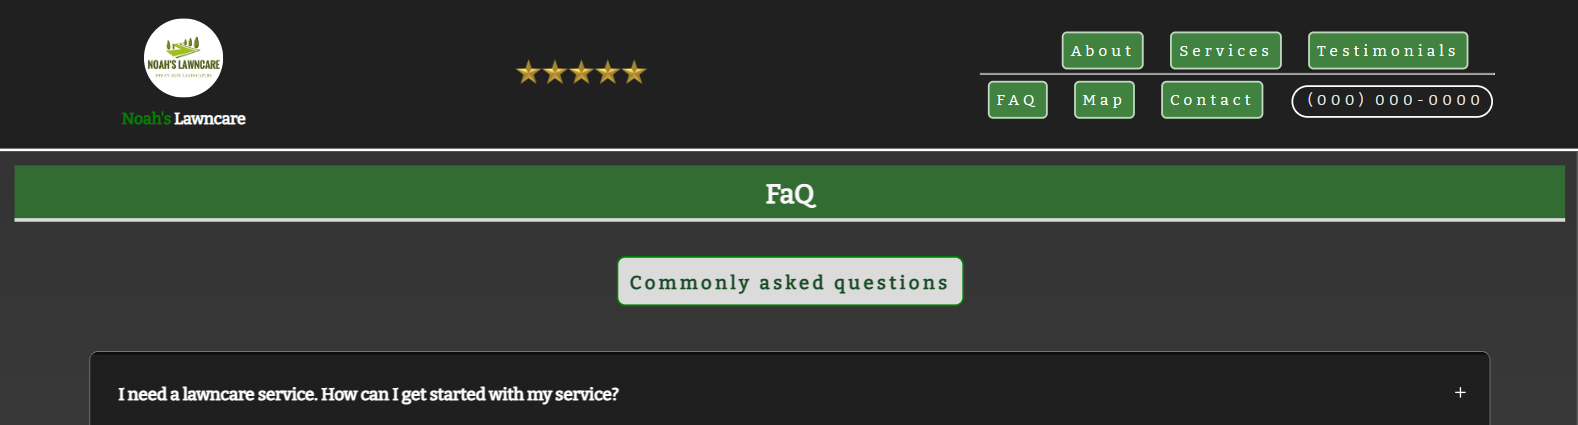 NOAH'S LAWNCARE
Noah's Lawncare
About Services Testimonials
FAQ Map Contact (000) 000-0000
FaQ
Commonly asked questions
I need a lawncare service. How can I get started with my service? +